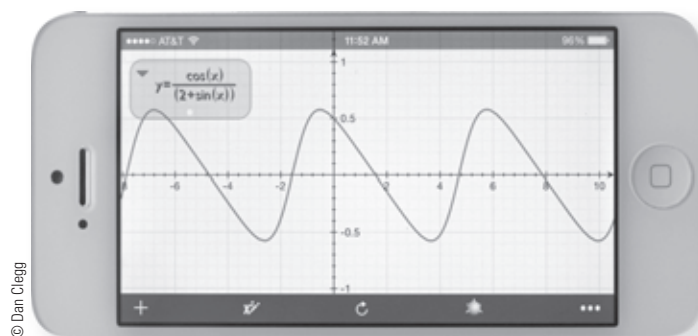 AT&T 11:52 AM 96%
y= cos(x)
(2+sin(x))
1
0.5
-8 -6 -4 -2 2 4 6 8 10
-0.5
-1
© Dan Clegg